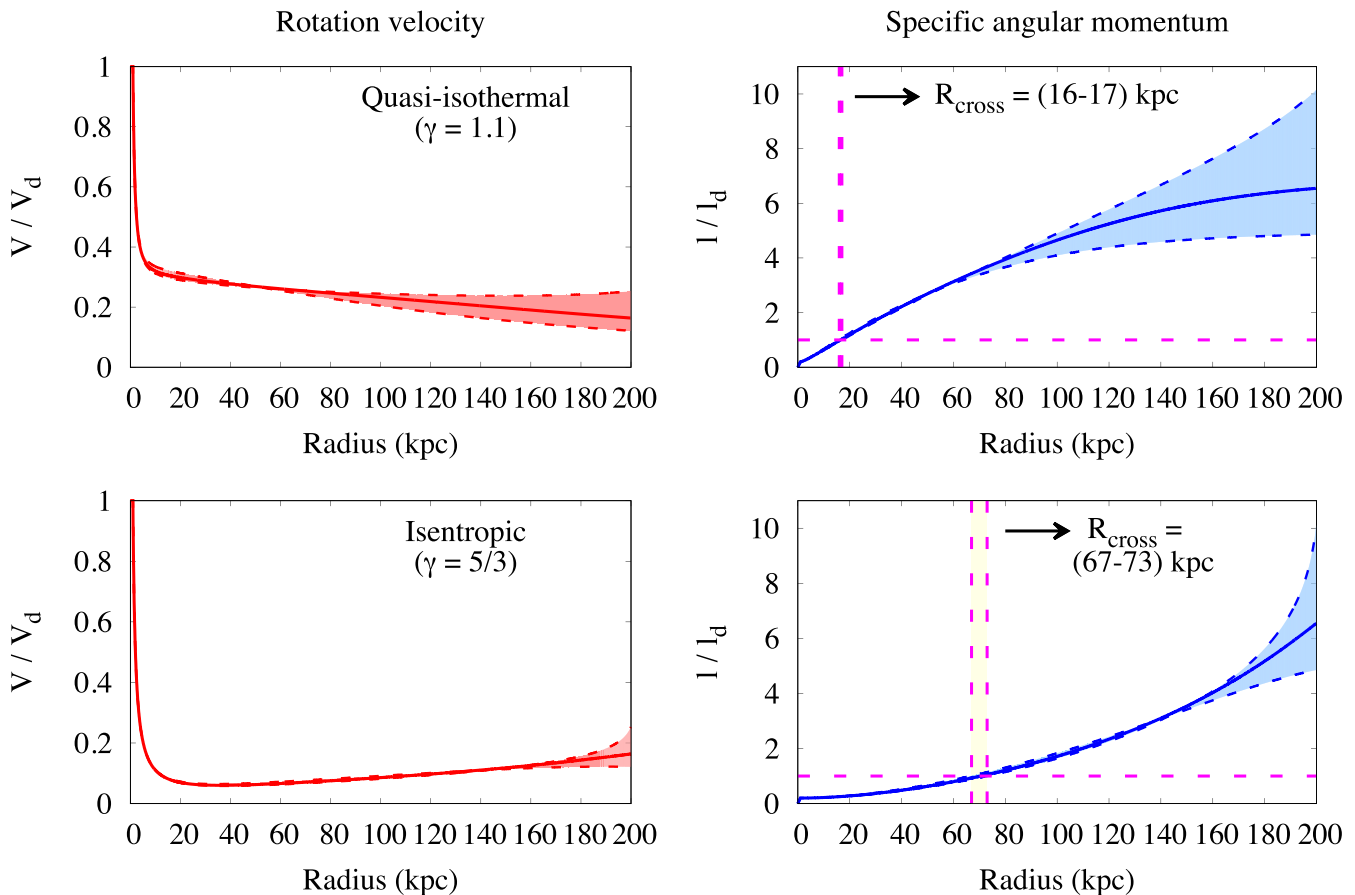 Rotation velocity
Specific angular momentum
1
0.8
0.6
0.4
0.2
0
V / V_d
Quasi-isothermal
(γ = 1.1)
0 20 40 60 80 100 120 140 160 180 200
Radius (kpc)
10
8
6
4
2
0
l / l_d
R_cross = (16-17) kpc
0 20 40 60 80 100 120 140 160 180 200
Radius (kpc)
1
0.8
0.6
0.4
0.2
0
V / V_d
Isentropic
(γ = 5/3)
0 20 40 60 80 100 120 140 160 180 200
Radius (kpc)
10
8
6
4
2
0
l / l_d
R_cross =
(67-73) kpc
0 20 40 60 80 100 120 140 160 180 200
Radius (kpc)